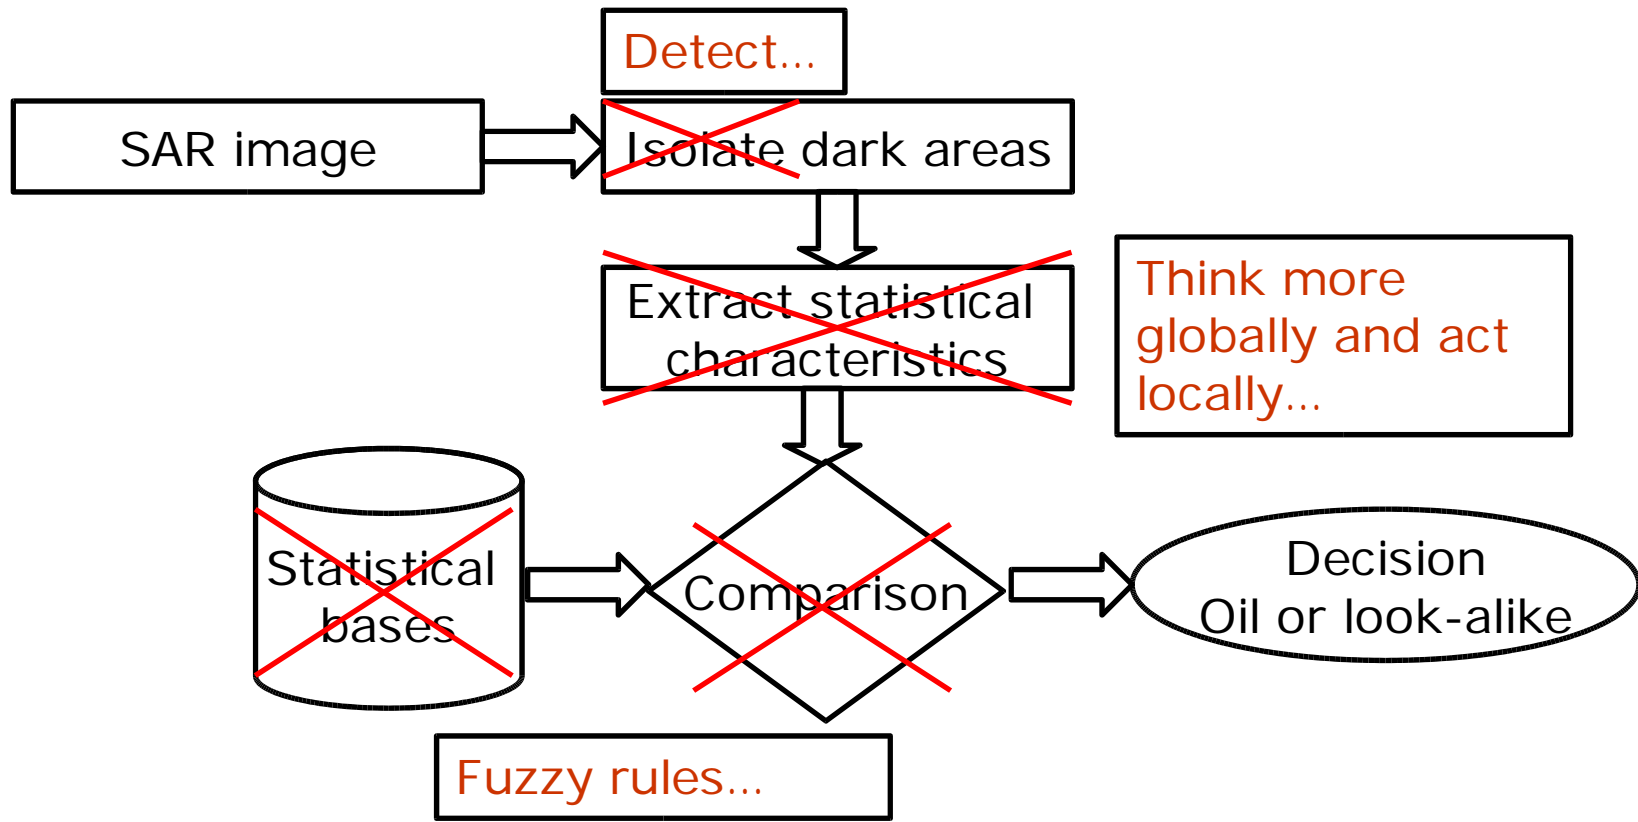 Detect...
SAR image
Isolate dark areas
Extract statistical
characteristics
Think more
globally and act
locally...
Statistical
bases
Comparison
Decision
Oil or look-alike
Fuzzy rules...